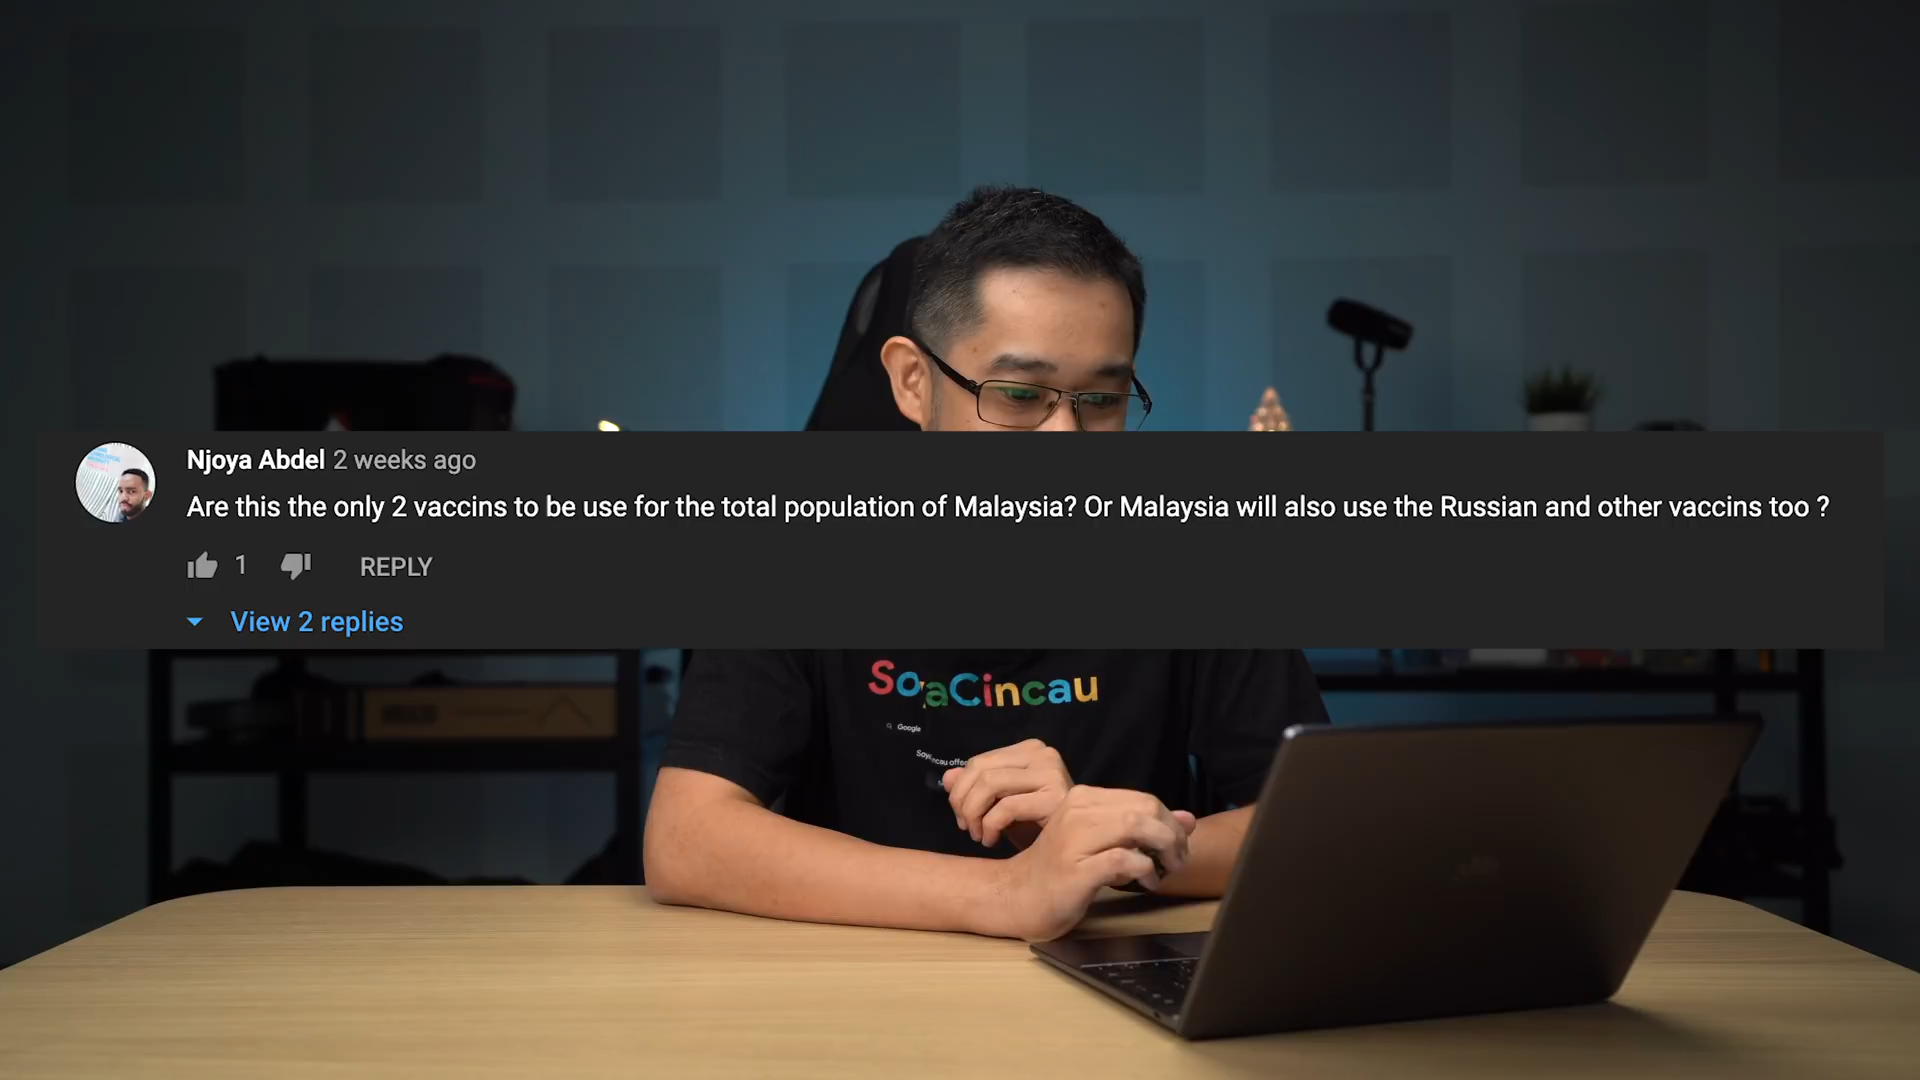 Njoya Abdel 2 weeks ago
Are this the only 2 vaccins to be use for the total population of Malaysia? Or Malaysia will also use the Russian and other vaccins too ?
1 REPLY
View 2 replies
SoyaCincau
Google